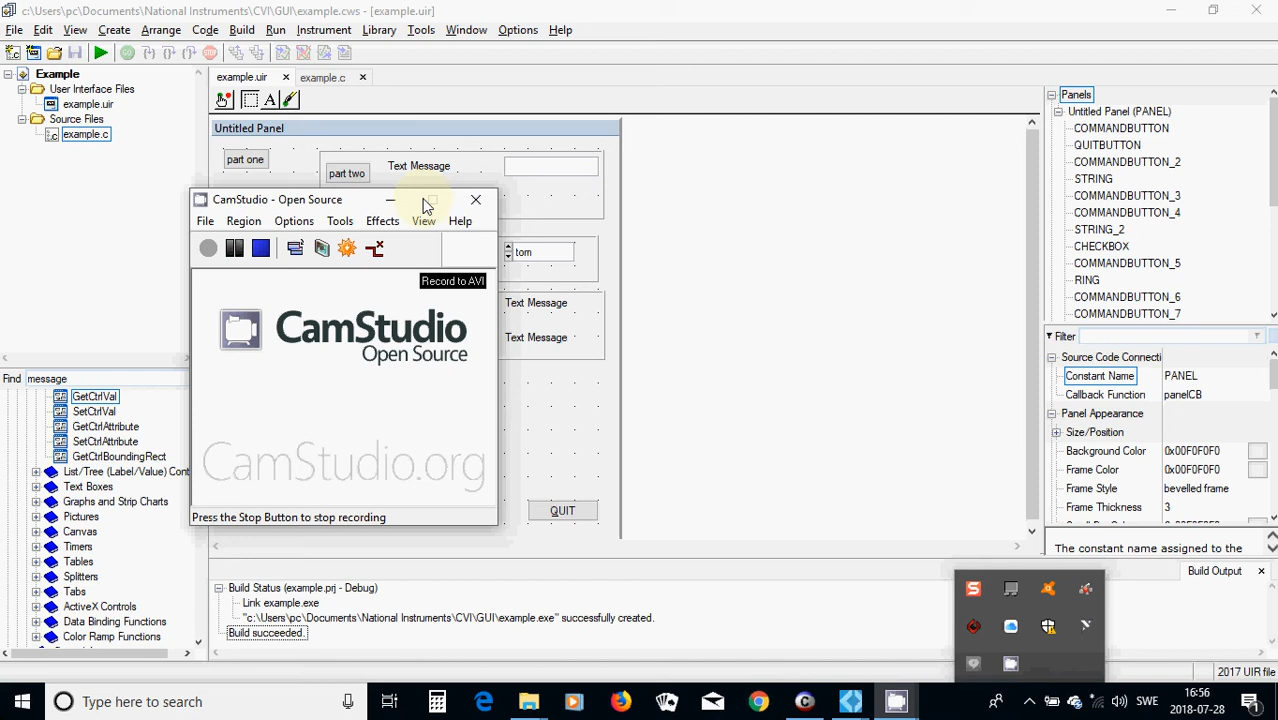 c:\Users\pc\Documents\National Instruments\CVI\GUI\example.cws - [example.uir]
File Edit View Create Arrange Code Build Run Instrument Library Tools Window Options Help
Example
User Interface Files
example.uir
Source Files
example.c
Find message
GetCtrlVal
SetCtrlVal
GetCtrlAttribute
SetCtrlAttribute
GetCtrlBoundingRect
List/Tree (Label/Value) Cont
Text Boxes
Graphs and Strip Charts
Pictures
Canvas
Timers
Tables
Splitters
Tabs
ActiveX Controls
Data Binding Functions
Color Ramp Functions
example.uir
example.c
Untitled Panel
part one
part two
Text Message
tom
Text Message
Text Message
QUIT
CamStudio - Open Source
File Region Options Tools Effects View Help
Record to AVI
CamStudio
Open Source
CamStudio.org
Press the Stop Button to stop recording
Panels
Untitled Panel (PANEL)
COMMANDBUTTON
QUITBUTTON
COMMANDBUTTON_2
STRING
COMMANDBUTTON_3
COMMANDBUTTON_4
STRING_2
CHECKBOX
COMMANDBUTTON_5
RING
COMMANDBUTTON_6
COMMANDBUTTON_7
Filter
Source Code Connecti
Constant Name PANEL
Callback Function panelCB
Panel Appearance
Size/Position
Background Color 0x00F0F0F0
Frame Color 0x00F0F0F0
Frame Style bevelled frame
Frame Thickness 3
The constant name assigned to the
Build Output
Build Status (example.prj - Debug)
Link example.exe
"c:\Users\pc\Documents\National Instruments\CVI\GUI\example.exe" successfully created.
Build succeeded.
2017 UIR file
Type here to search
SWE
16:56
2018-07-28